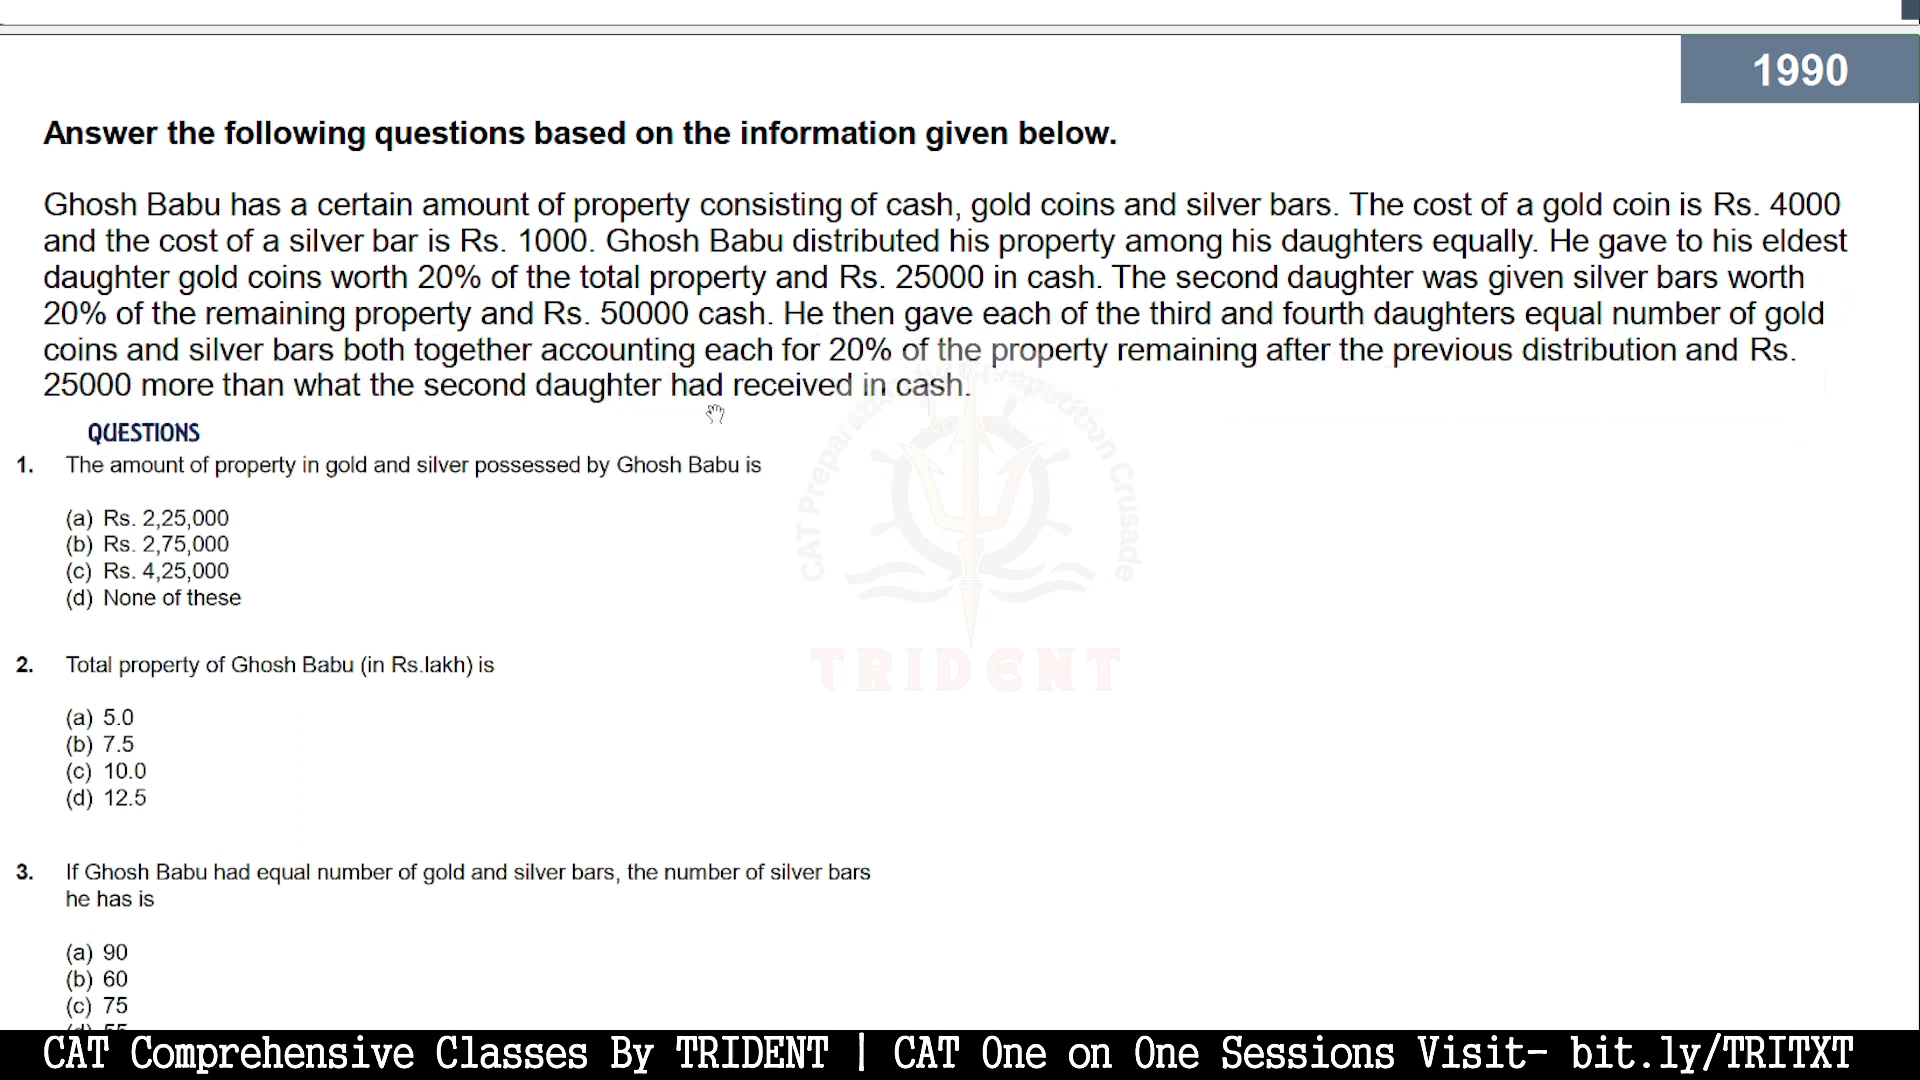 1990
Answer the following questions based on the information given below.
Ghosh Babu has a certain amount of property consisting of cash, gold coins and silver bars. The cost of a gold coin is Rs. 4000
and the cost of a silver bar is Rs. 1000. Ghosh Babu distributed his property among his daughters equally. He gave to his eldest
daughter gold coins worth 20% of the total property and Rs. 25000 in cash. The second daughter was given silver bars worth
20% of the remaining property and Rs. 50000 cash. He then gave each of the third and fourth daughters equal number of gold
coins and silver bars both together accounting each for 20% of the property remaining after the previous distribution and Rs.
25000 more than what the second daughter had received in cash.
QUESTIONS
1. The amount of property in gold and silver possessed by Ghosh Babu is
(a) Rs. 2,25,000
(b) Rs. 2,75,000
(c) Rs. 4,25,000
(d) None of these
2. Total property of Ghosh Babu (in Rs.lakh) is
(a) 5.0
(b) 7.5
(c) 10.0
(d) 12.5
3. If Ghosh Babu had equal number of gold and silver bars, the number of silver bars
he has is
(a) 90
(b) 60
(c) 75
TRIDENT
CAT Comprehensive Classes By TRIDENT | CAT One on One Sessions Visit- bit.ly/TRITXT